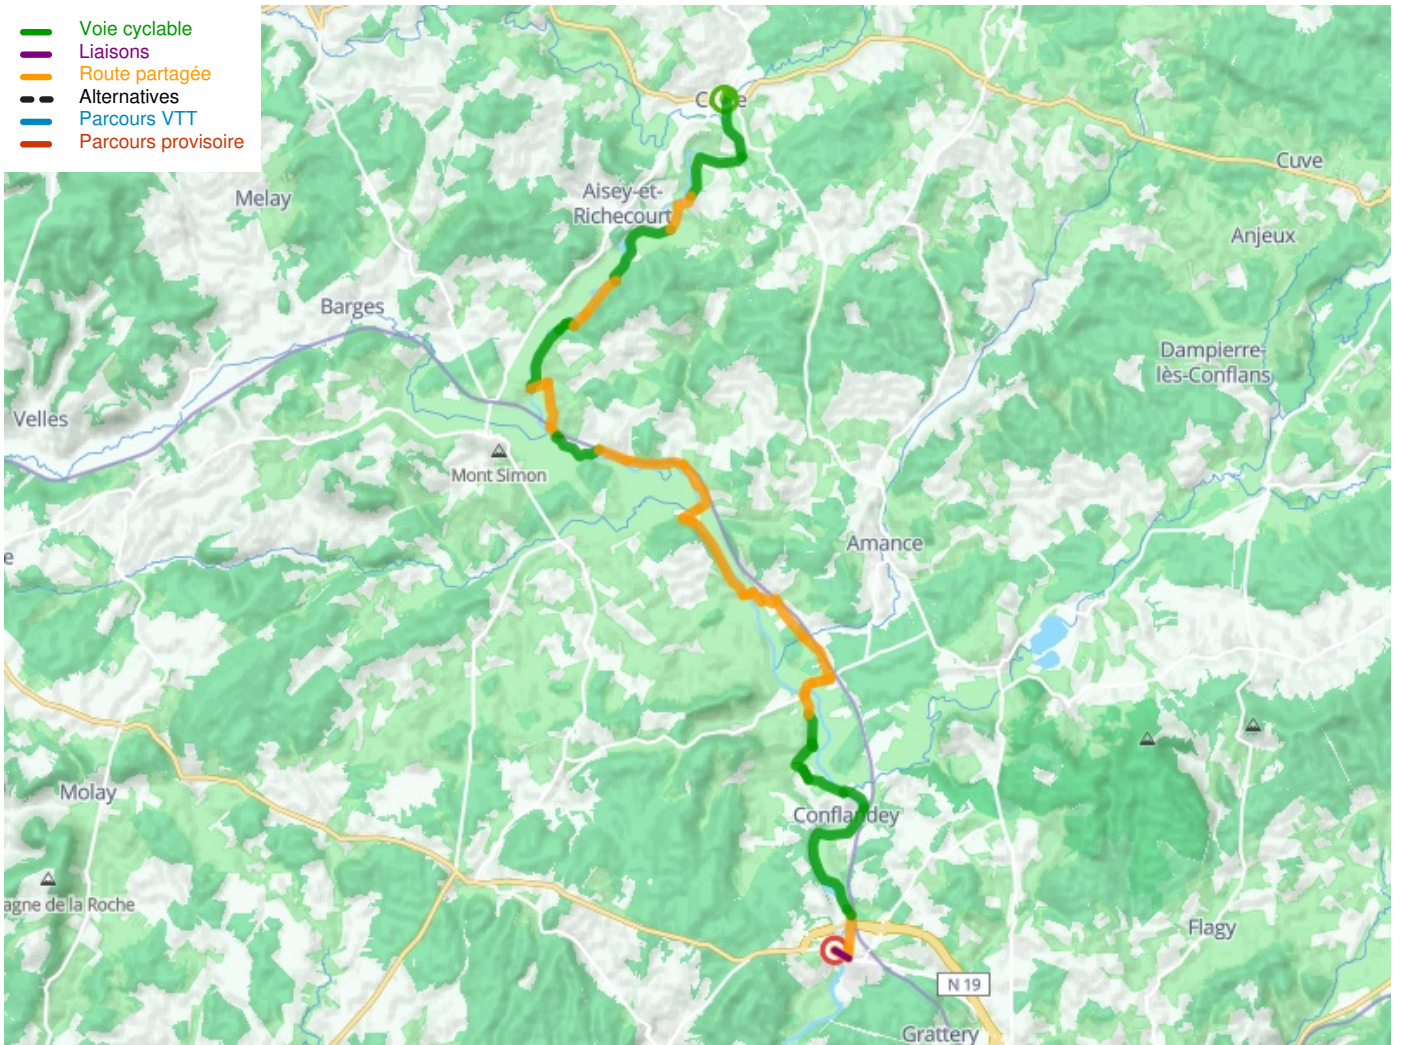 Voie cyclable
Liaisons
Route partagée
Alternatives
Parcours VTT
Parcours provisoire
Cuve
Melay
Aisey-et-
Richecourt
Anjeux
Barges
Dampierre-
lès-Conflans
Velles
Mont Simon
Amance
e
Molay
Conflandey
agne de la Roche
Flagy
N 19
Grattery